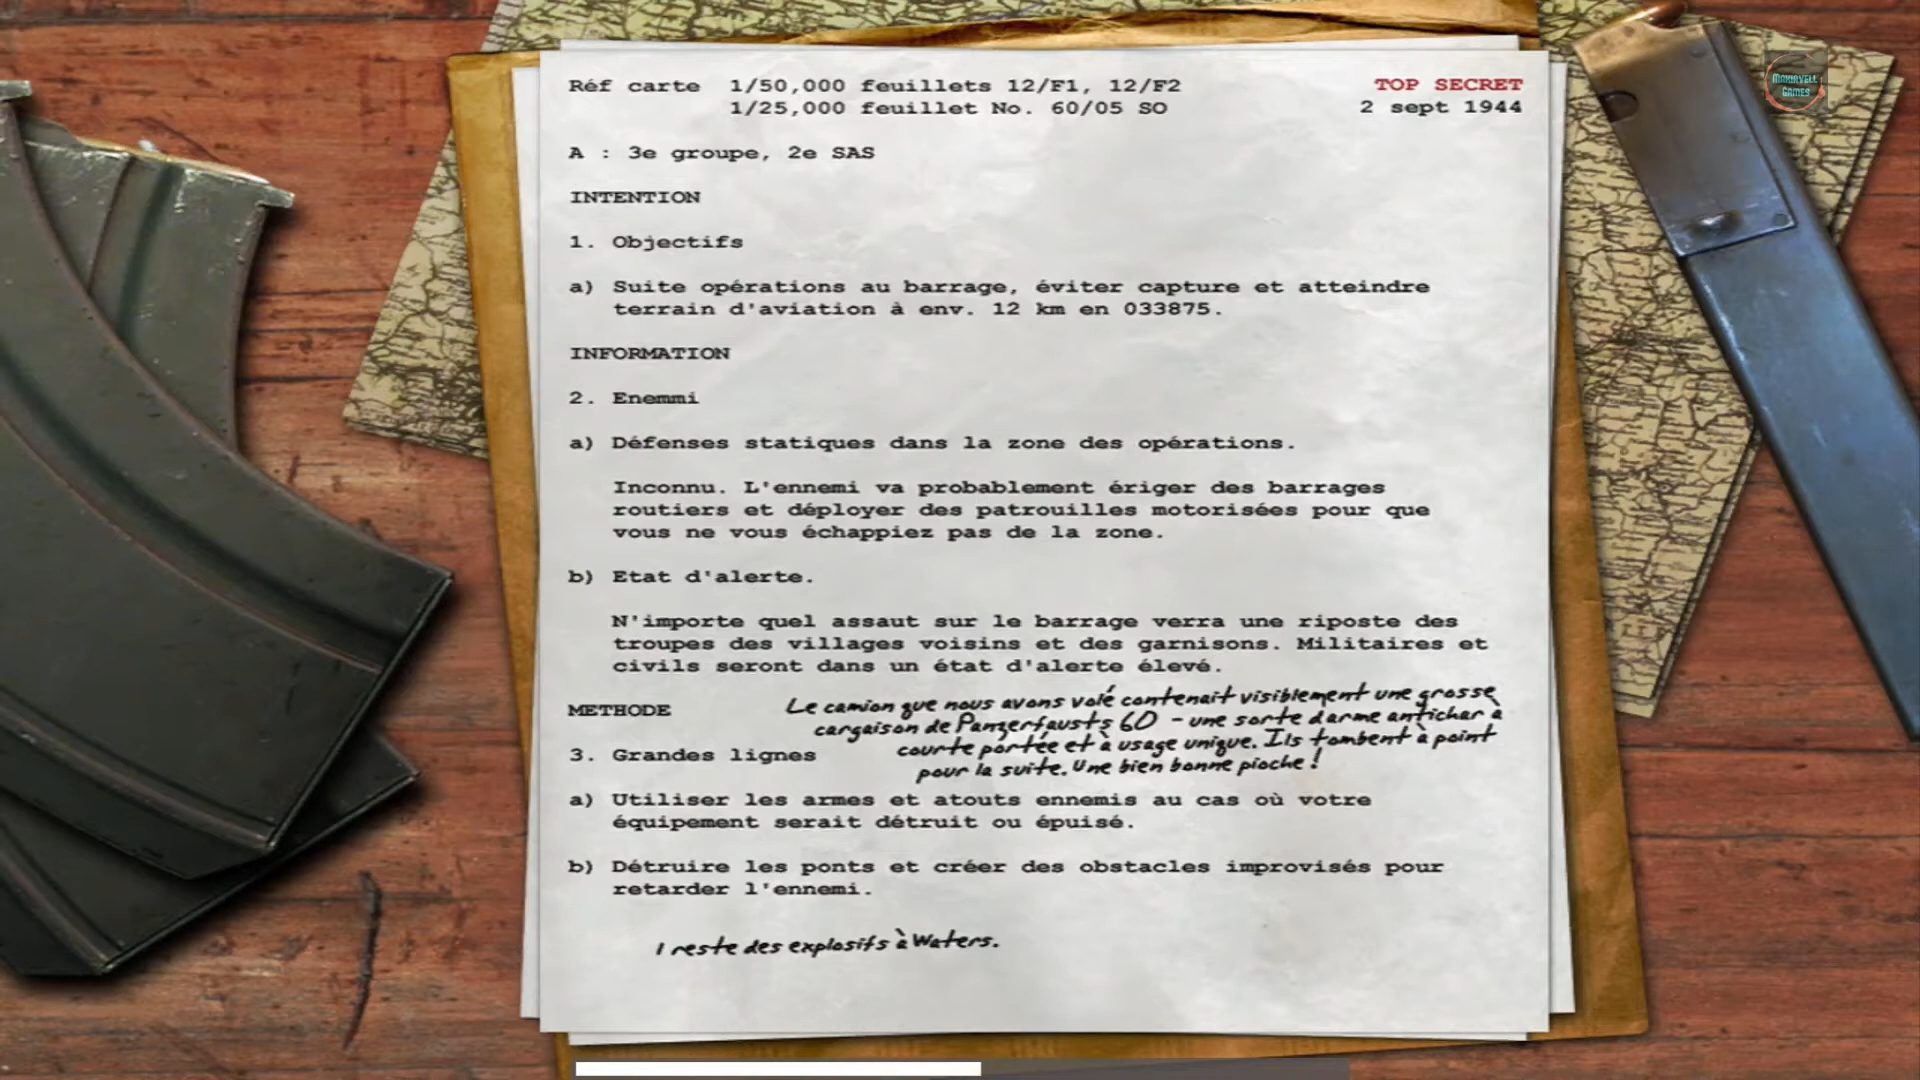 Réf carte 1/50,000 feuillets 12/F1, 12/F2 TOP SECRET
1/25,000 feuillet No. 60/05 SO 2 sept 1944
A : 3e groupe, 2e SAS
INTENTION
1. Objectifs
a) Suite opérations au barrage, éviter capture et atteindre
terrain d'aviation à env. 12 km en 033875.
INFORMATION
2. Enemmi
a) Défenses statiques dans la zone des opérations.
Inconnu. L'ennemi va probablement ériger des barrages
routiers et déployer des patrouilles motorisées pour que
vous ne vous échappiez pas de la zone.
b) Etat d'alerte.
N'importe quel assaut sur le barrage verra une riposte des
troupes des villages voisins et des garnisons. Militaires et
civils seront dans un état d'alerte élevé.
METHODE
Le camion que nous avons volé contenait visiblement une grosse
cargaison de Panzerfausts 60 - une sorte darme antichar à
courte portée et à usage unique. Ils tombent à point
pour la suite. Une bien bonne pioche !
3. Grandes lignes
a) Utiliser les armes et atouts ennemis au cas où votre
équipement serait détruit ou épuisé.
b) Détruire les ponts et créer des obstacles improvisés pour
retarder l'ennemi.
I reste des explosifs à Waters.
MOKIAVELL
GAMES